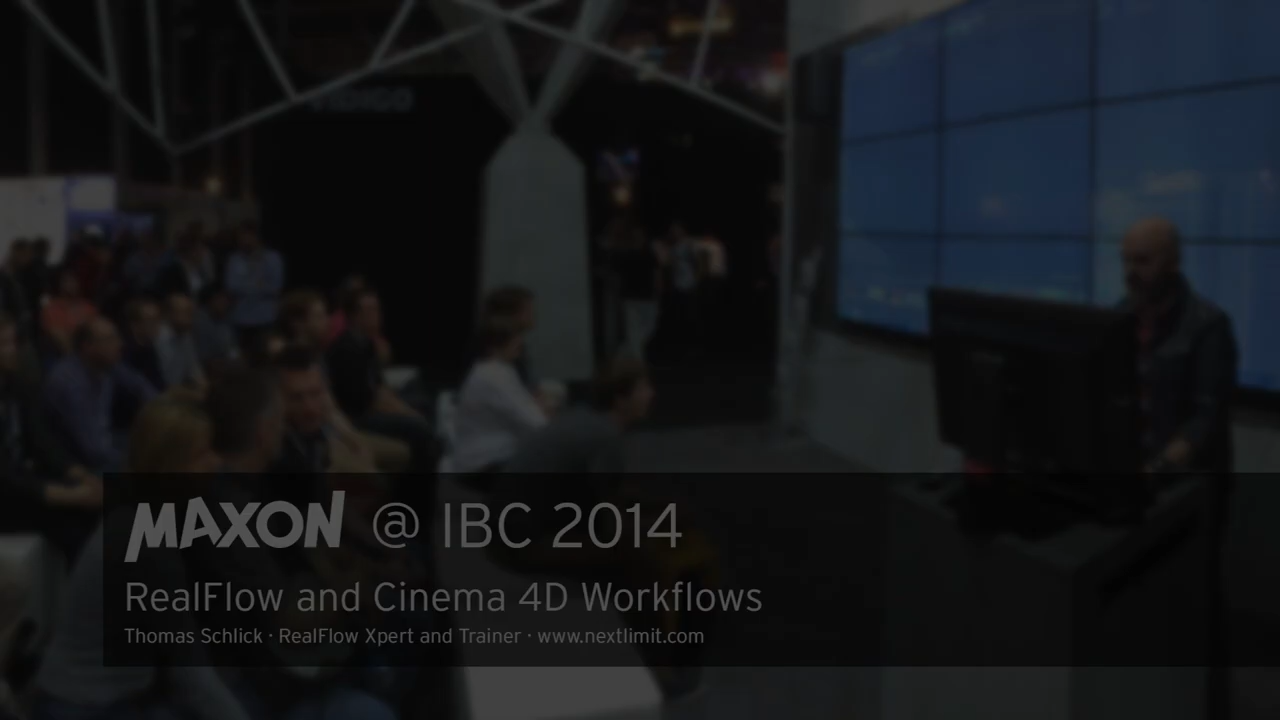 MAXON @ IBC 2014
RealFlow and Cinema 4D Workflows
Thomas Schlick · RealFlow Xpert and Trainer · www.nextlimit.com